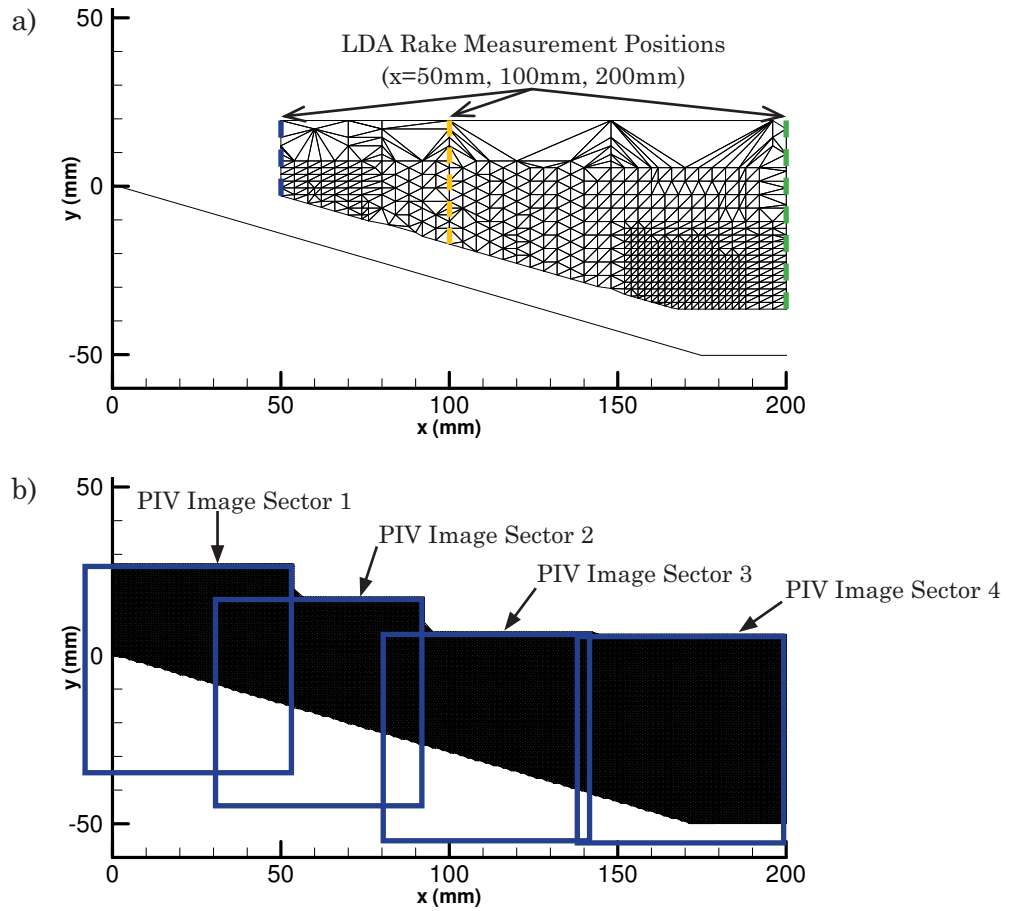 a)
LDA Rake Measurement Positions
(x=50mm, 100mm, 200mm)
50
0
-50
y (mm)
0
50
100
150
200
x (mm)
b)
PIV Image Sector 1
PIV Image Sector 2
PIV Image Sector 3
PIV Image Sector 4
50
0
-50
y (mm)
0
50
100
150
200
x (mm)